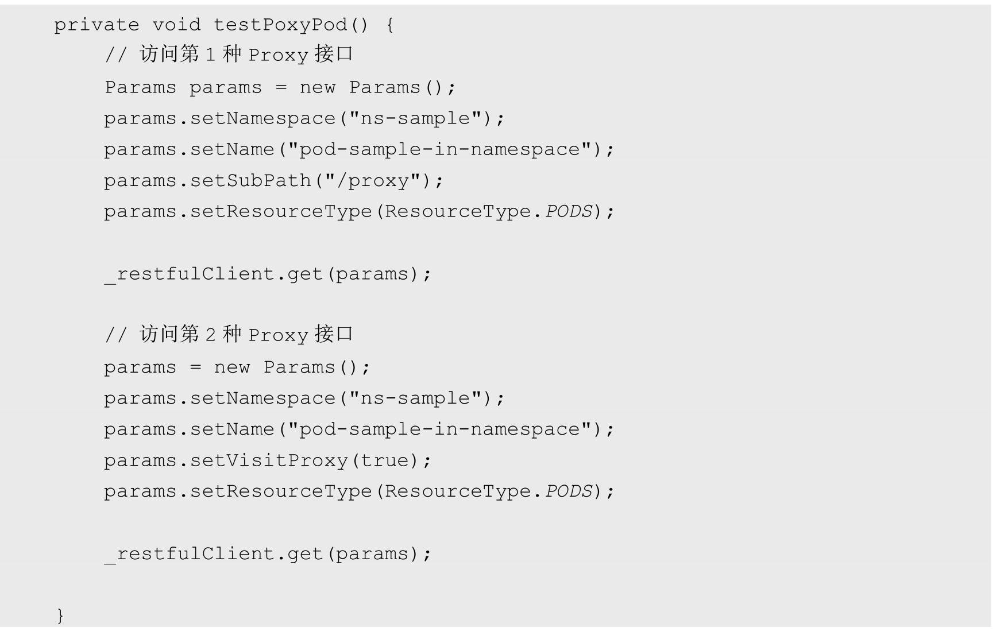 private void testPoxyPod() {
// 访问第 1 种 Proxy 接口
Params params = new Params();
params.setNamespace("ns-sample");
params.setName("pod-sample-in-namespace");
params.setSubPath("/proxy");
params.setResourceType(ResourceType.PODS);
_restfulClient.get(params);
// 访问第 2 种 Proxy 接口
params = new Params();
params.setNamespace("ns-sample");
params.setName("pod-sample-in-namespace");
params.setVisitProxy(true);
params.setResourceType(ResourceType.PODS);
_restfulClient.get(params);
}